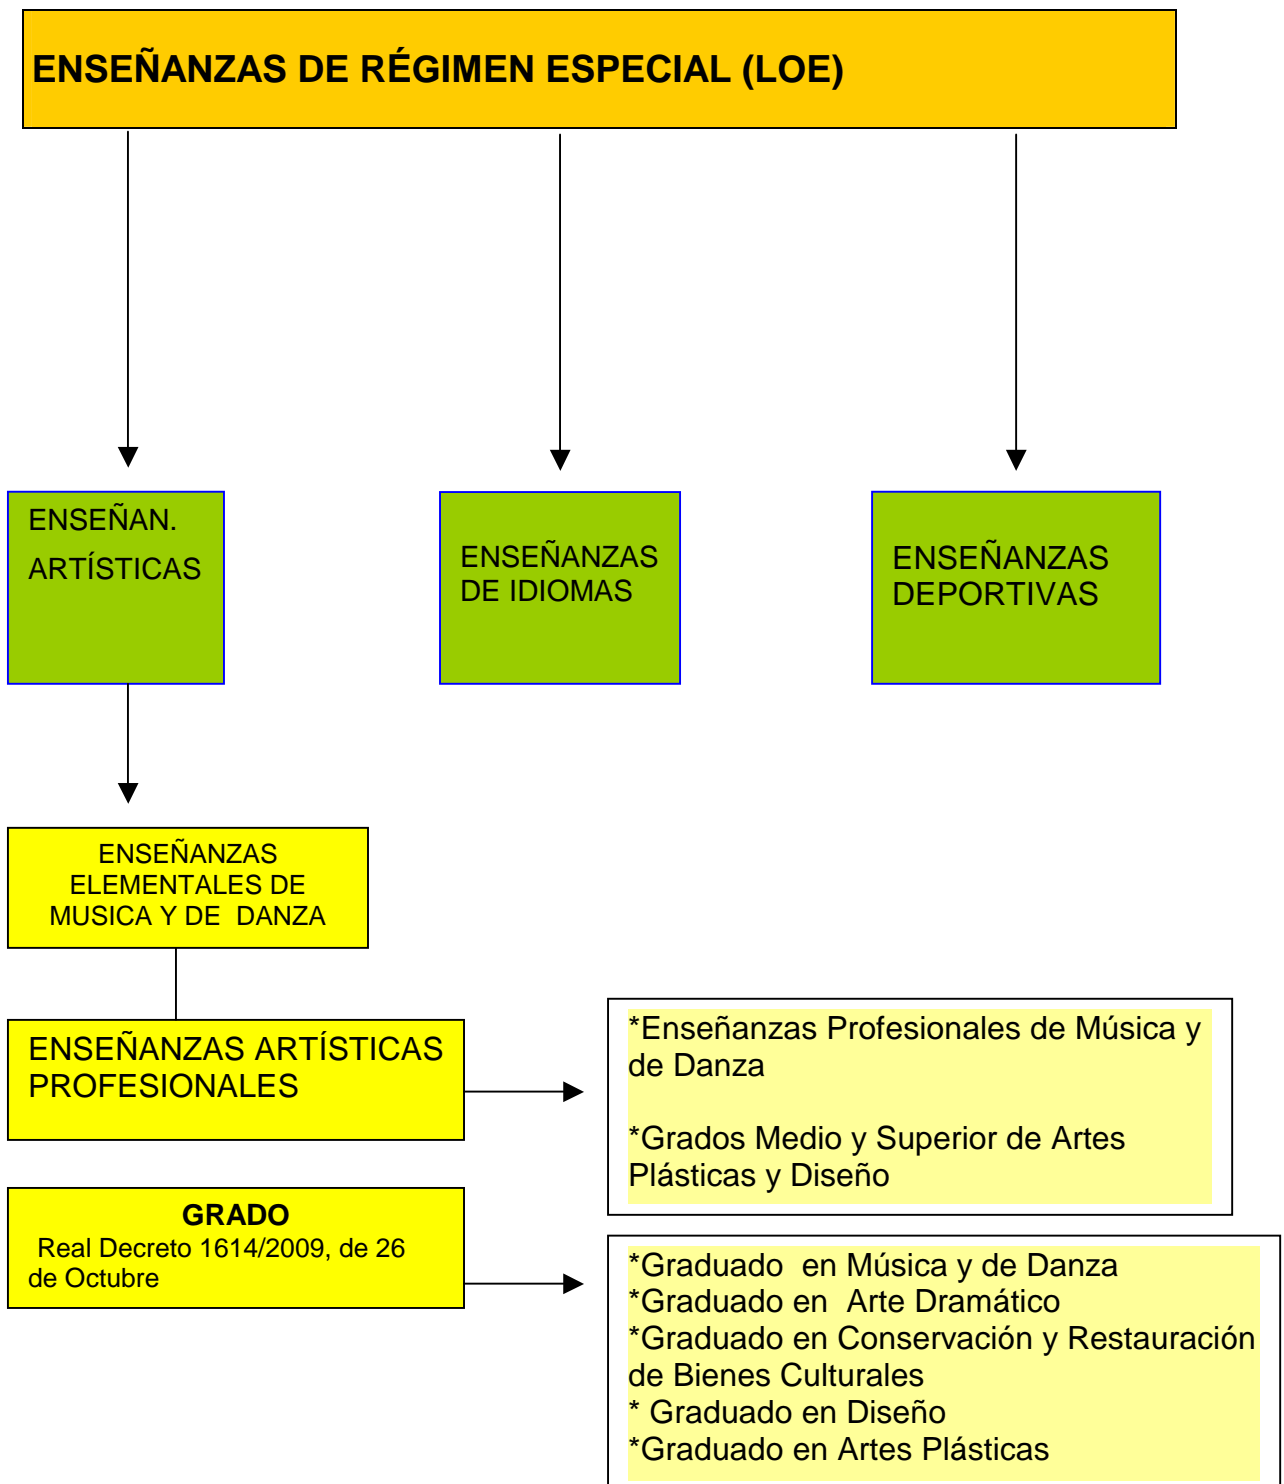 ENSEÑANZAS DE RÉGIMEN ESPECIAL (LOE)
ENSEÑAN.
ARTÍSTICAS
ENSEÑANZAS
DE IDIOMAS
ENSEÑANZAS
DEPORTIVAS
ENSEÑANZAS
ELEMENTALES DE
MUSICA Y DE DANZA
ENSEÑANZAS ARTÍSTICAS
PROFESIONALES
*Enseñanzas Profesionales de Música y
de Danza
*Grados Medio y Superior de Artes
Plásticas y Diseño
GRADO
Real Decreto 1614/2009, de 26
de Octubre
*Graduado en Música y de Danza
*Graduado en Arte Dramático
*Graduado en Conservación y Restauración
de Bienes Culturales
* Graduado en Diseño
*Graduado en Artes Plásticas